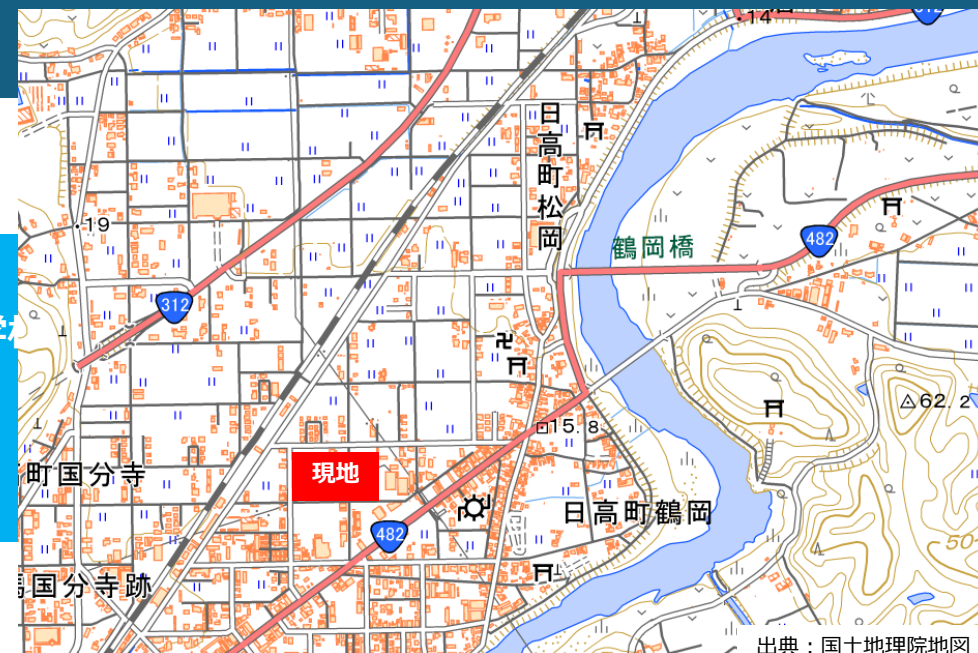 14
日高町松岡
19
鶴岡橋
482
312
62.2
15.8
町国分寺
現地
日高町鶴岡
482
50
国分寺跡
出典：国土地理院地図